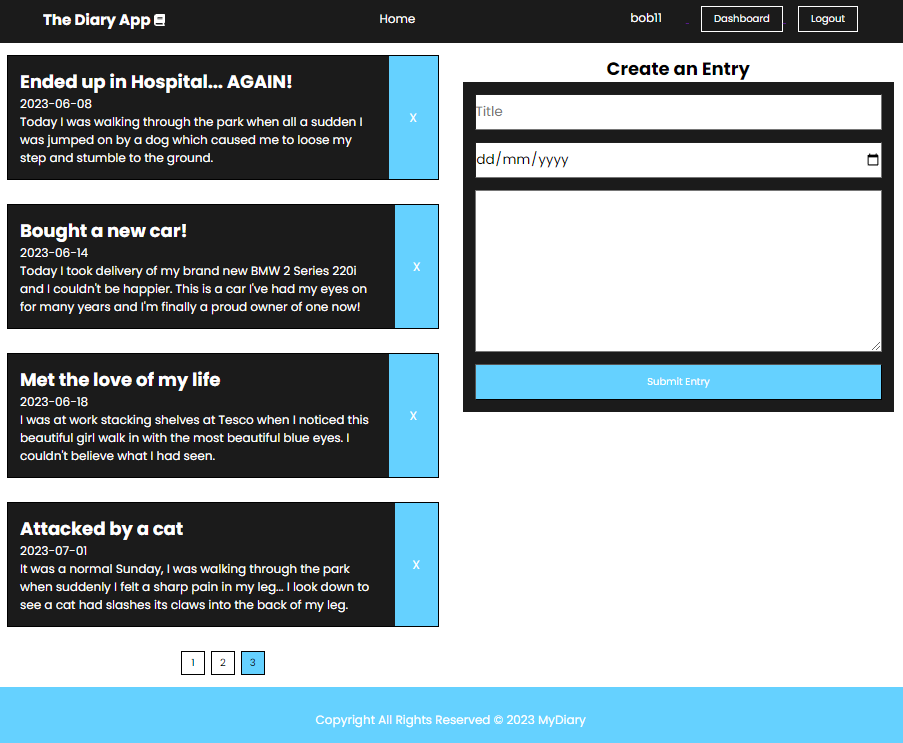 The Diary App
Home
bob11
Dashboard
Logout
Ended up in Hospital... AGAIN!
2023-06-08
Today I was walking through the park when all a sudden I
was jumped on by a dog which caused me to loose my
step and stumble to the ground.
X
Bought a new car!
2023-06-14
Today I took delivery of my brand new BMW 2 Series 220i
and I couldn't be happier. This is a car I've had my eyes on
for many years and I'm finally a proud owner of one now!
X
Met the love of my life
2023-06-18
I was at work stacking shelves at Tesco when I noticed this
beautiful girl walk in with the most beautiful blue eyes. I
couldn't believe what I had seen.
X
Attacked by a cat
2023-07-01
It was a normal Sunday, I was walking through the park
when suddenly I felt a sharp pain in my leg... I look down to
see a cat had slashes its claws into the back of my leg.
X
1 2 3
Create an Entry
Title
dd/mm/yyyy
Submit Entry
Copyright All Rights Reserved © 2023 MyDiary